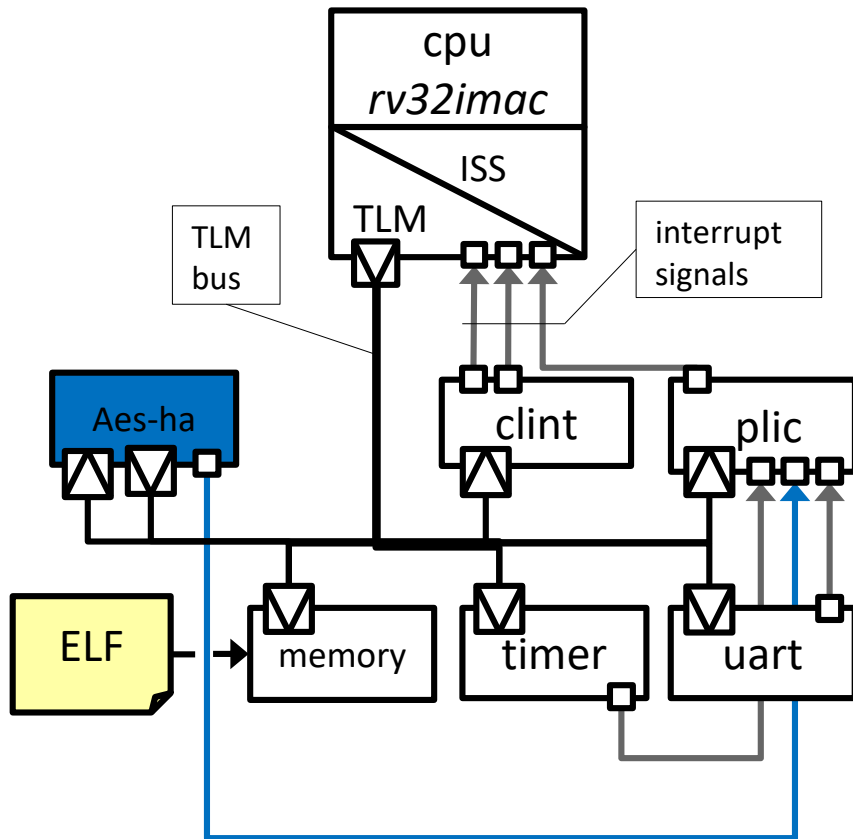 cpu
rv32imac
ISS
TLM
TLM
bus
interrupt
signals
Aes-ha
clint
plic
ELF
memory
timer
uart